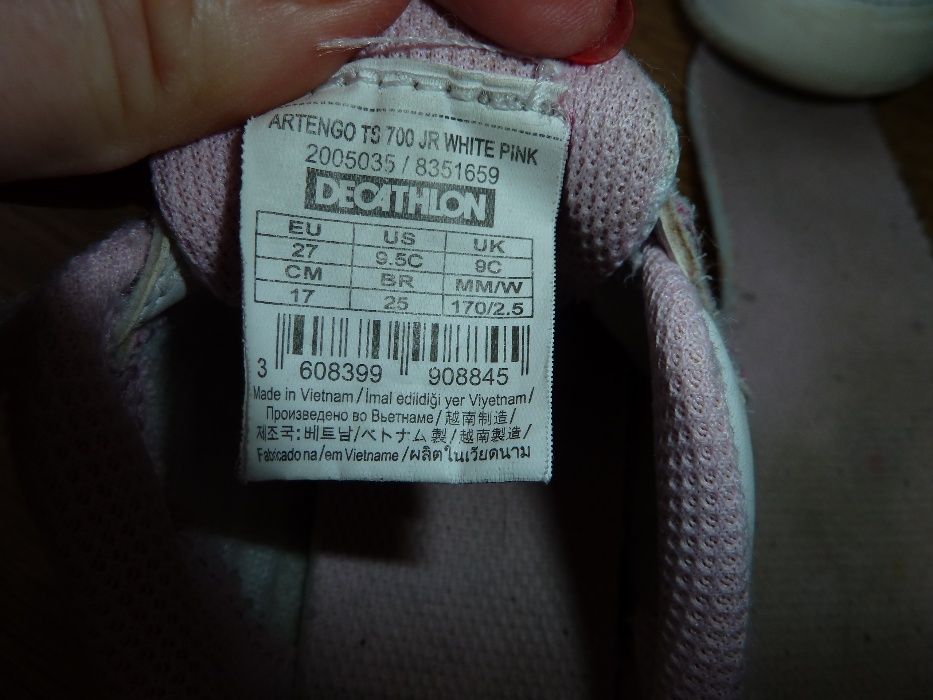 ARTENGO TS 700 JR WHITE PINK
2005035 / 8351659
DECATHLON
EU US UK
27 9.5C 9C
CM BR MM/W
17 25 170/2.5
3 608399 908845
Made in Vietnam / İmal ediidiği yer Viyetnam /
Произведено во Вьетнаме / 越南制造 /
제조국: 베트남/ベトナム製/越南製造/
Fabricado na / em Vietname / ผลิตในเวียดนาม